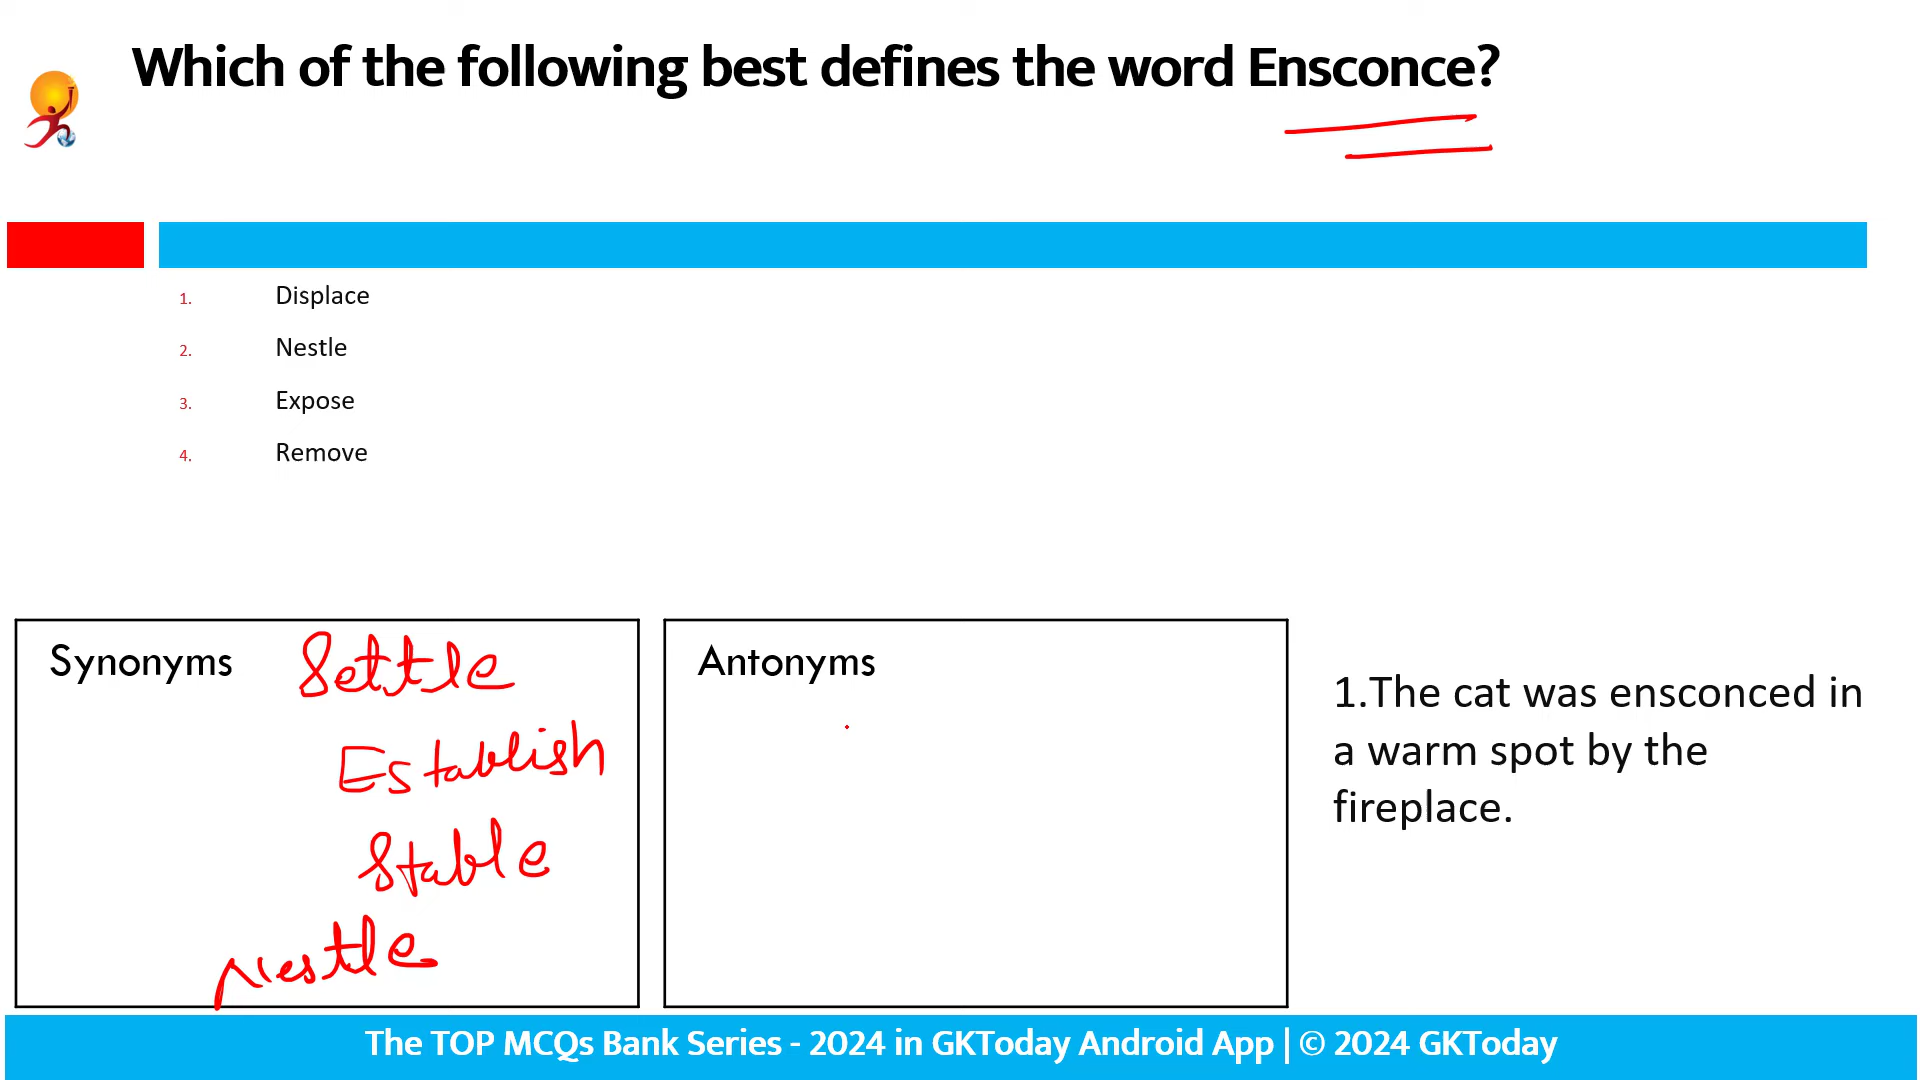 Which of the following best defines the word Ensconce?
1. Displace
2. Nestle
3. Expose
4. Remove
Synonyms Settle
Establish
Stable
Nestle
Antonyms
1.The cat was ensconced in
a warm spot by the
fireplace.
The TOP MCQs Bank Series - 2024 in GKToday Android App | © 2024 GKToday